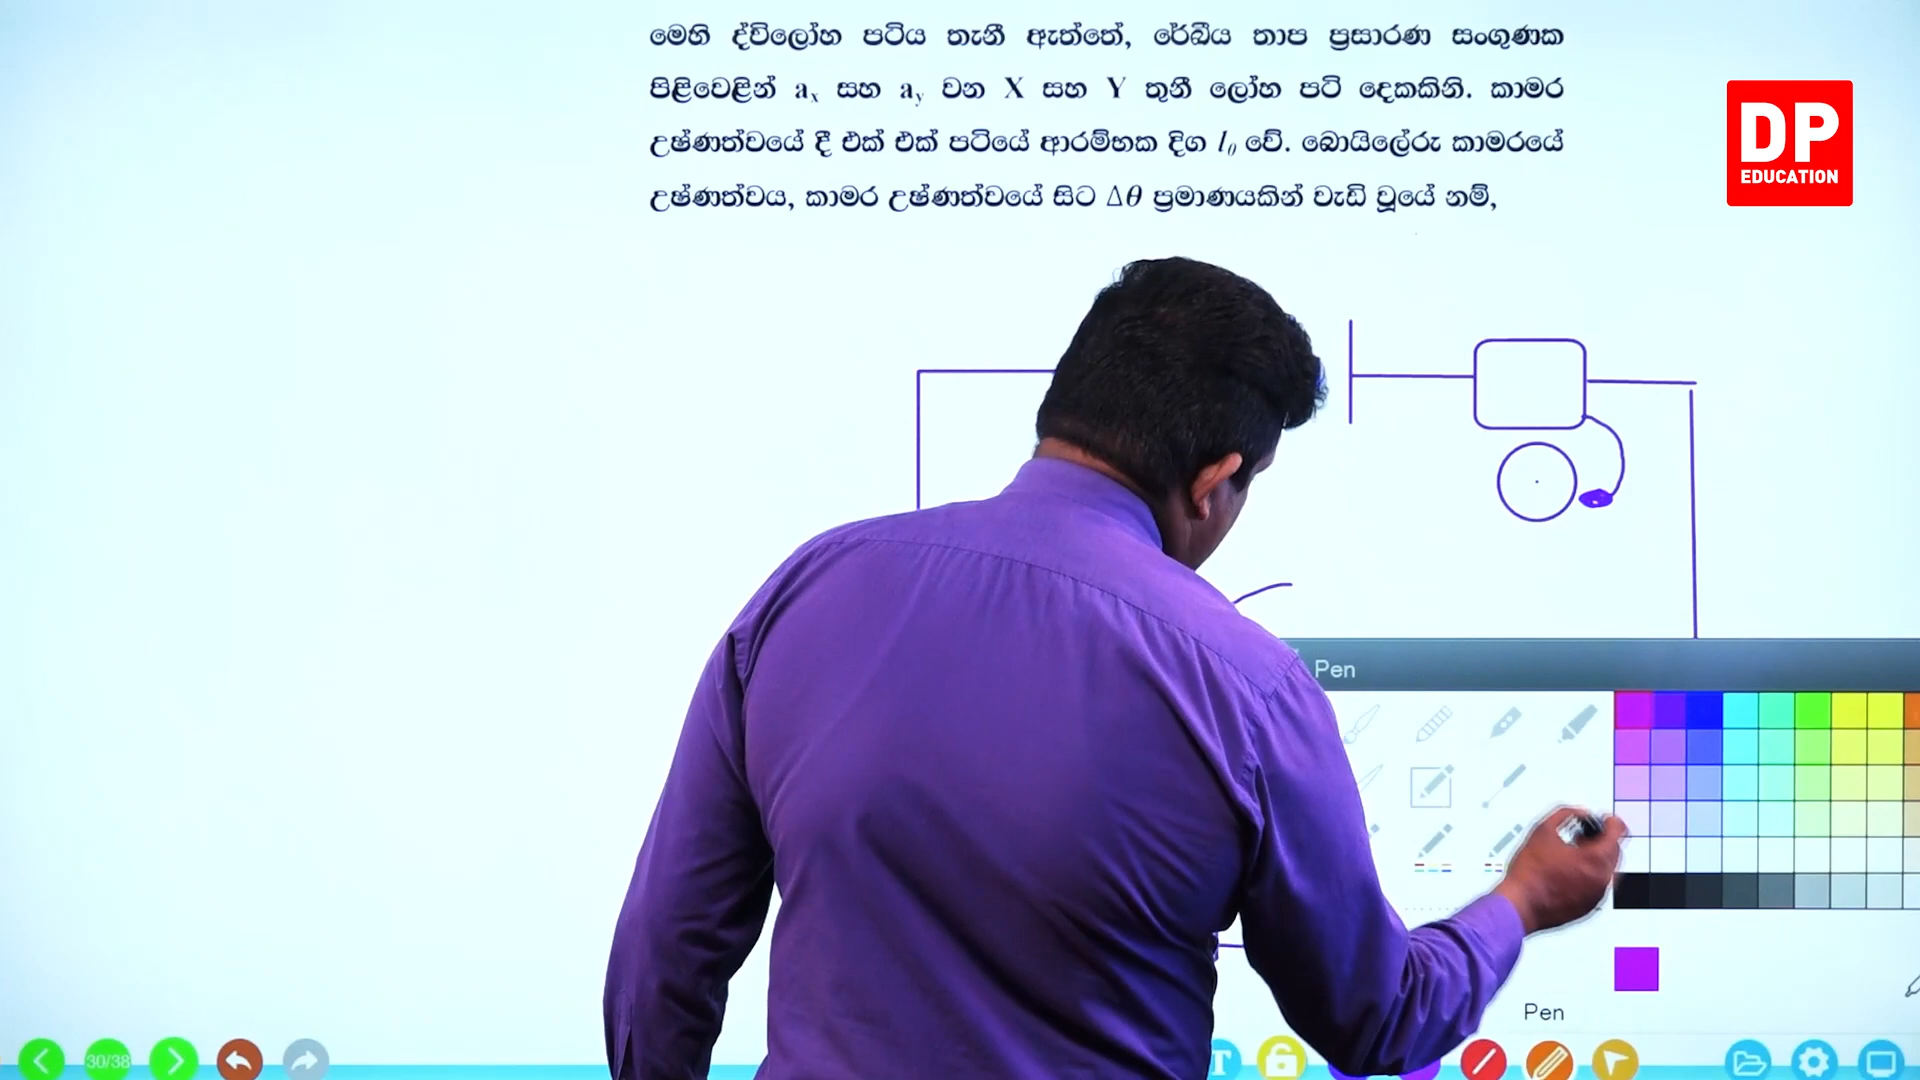 මෙහි ද්විලෝහ පටිය තැනී ඇත්තේ, රේඛීය තාප ප්‍රසාරණ සංගුණක
පිළිවෙළින් aₓ සහ aᵧ වන X සහ Y තුනී ලෝහ පටි දෙකකිනි. කාමර
උෂ්ණත්වයේ දී එක් එක් පටියේ ආරම්භක දිග l₀ වේ. බොයිලේරු කාමරයේ
උෂ්ණත්වය, කාමර උෂ්ණත්වයේ සිට Δθ ප්‍රමාණයකින් වැඩි වූයේ නම්,
DP
EDUCATION
Pen
Pen
30/38
T